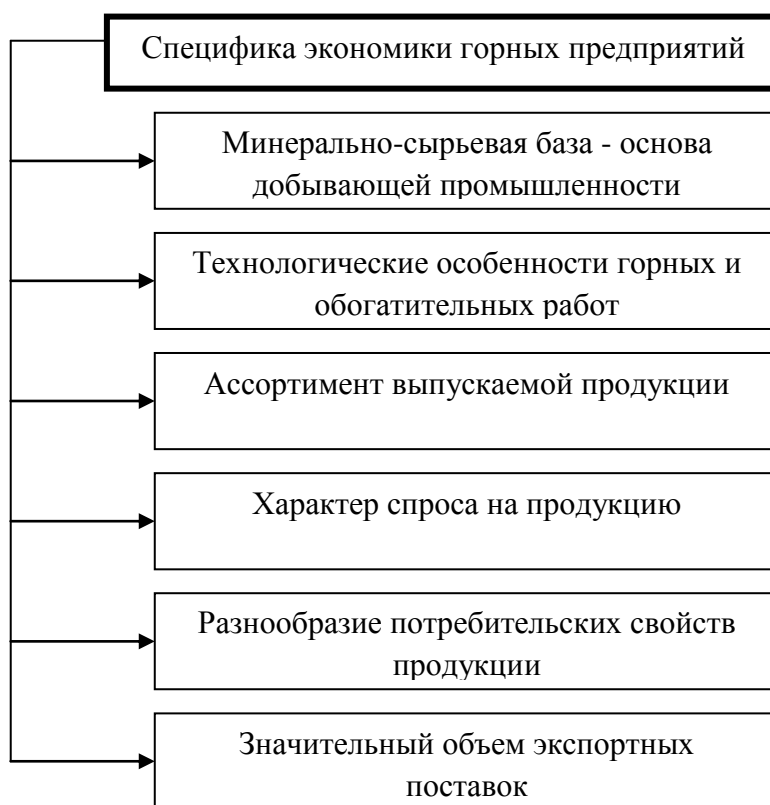 Специфика экономики горных предприятий
Минерально-сырьевая база - основа
добывающей промышленности
Технологические особенности горных и
обогатительных работ
Ассортимент выпускаемой продукции
Характер спроса на продукцию
Разнообразие потребительских свойств
продукции
Значительный объем экспортных
поставок